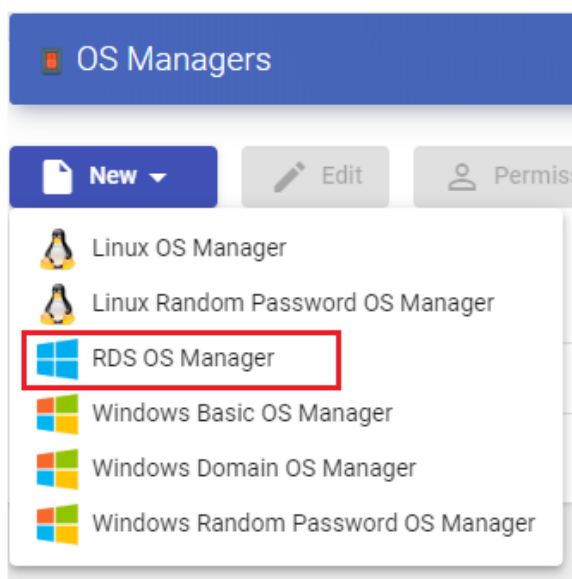 OS Managers
New
Edit
Permis
Linux OS Manager
Linux Random Password OS Manager
RDS OS Manager
Windows Basic OS Manager
Windows Domain OS Manager
Windows Random Password OS Manager